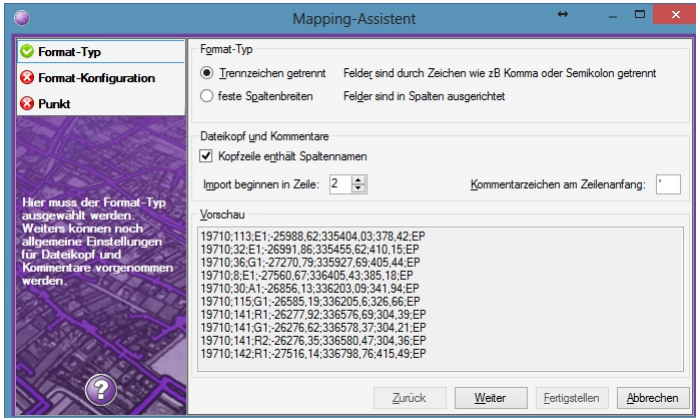 Mapping-Assistent
Format-Typ
Format-Konfiguration
Punkt
Hier muss der Format-Typ
ausgewählt werden.
Weiters können noch
allgemeine Einstellungen
für Dateikopf und
Kommentare vorgenommen
werden.
?
Format-Typ
Trennzeichen getrennt Felder sind durch Zeichen wie zB Komma oder Semikolon getrennt
feste Spaltenbreiten Felder sind in Spalten ausgerichtet
Dateikopf und Kommentare
Kopfzeile enthält Spaltennamen
Import beginnen in Zeile: 2 Kommentarzeichen am Zeilenanfang: '
Vorschau
19710;113;E1;-25988,62;335404,03;378,42;EP
19710;32;E1;-26991,86;335455,62;410,15;EP
19710;36;G1;-27270,79;335927,69;405,44;EP
19710;8;E1;-27560,67;336405,43;385,18;EP
19710;30;A1;-26856,13;336203,09;341,94;EP
19710;115;G1;-26585,19;336205,6;326,66;EP
19710;141;R1;-26277,92;336576,69;304,39;EP
19710;141;G1;-26276,62;336578,37;304,21;EP
19710;141;R2;-26276,35;336580,47;304,36;EP
19710;142;R1;-27516,14;336798,76;415,49;EP
Zurück Weiter Fertigstellen Abbrechen